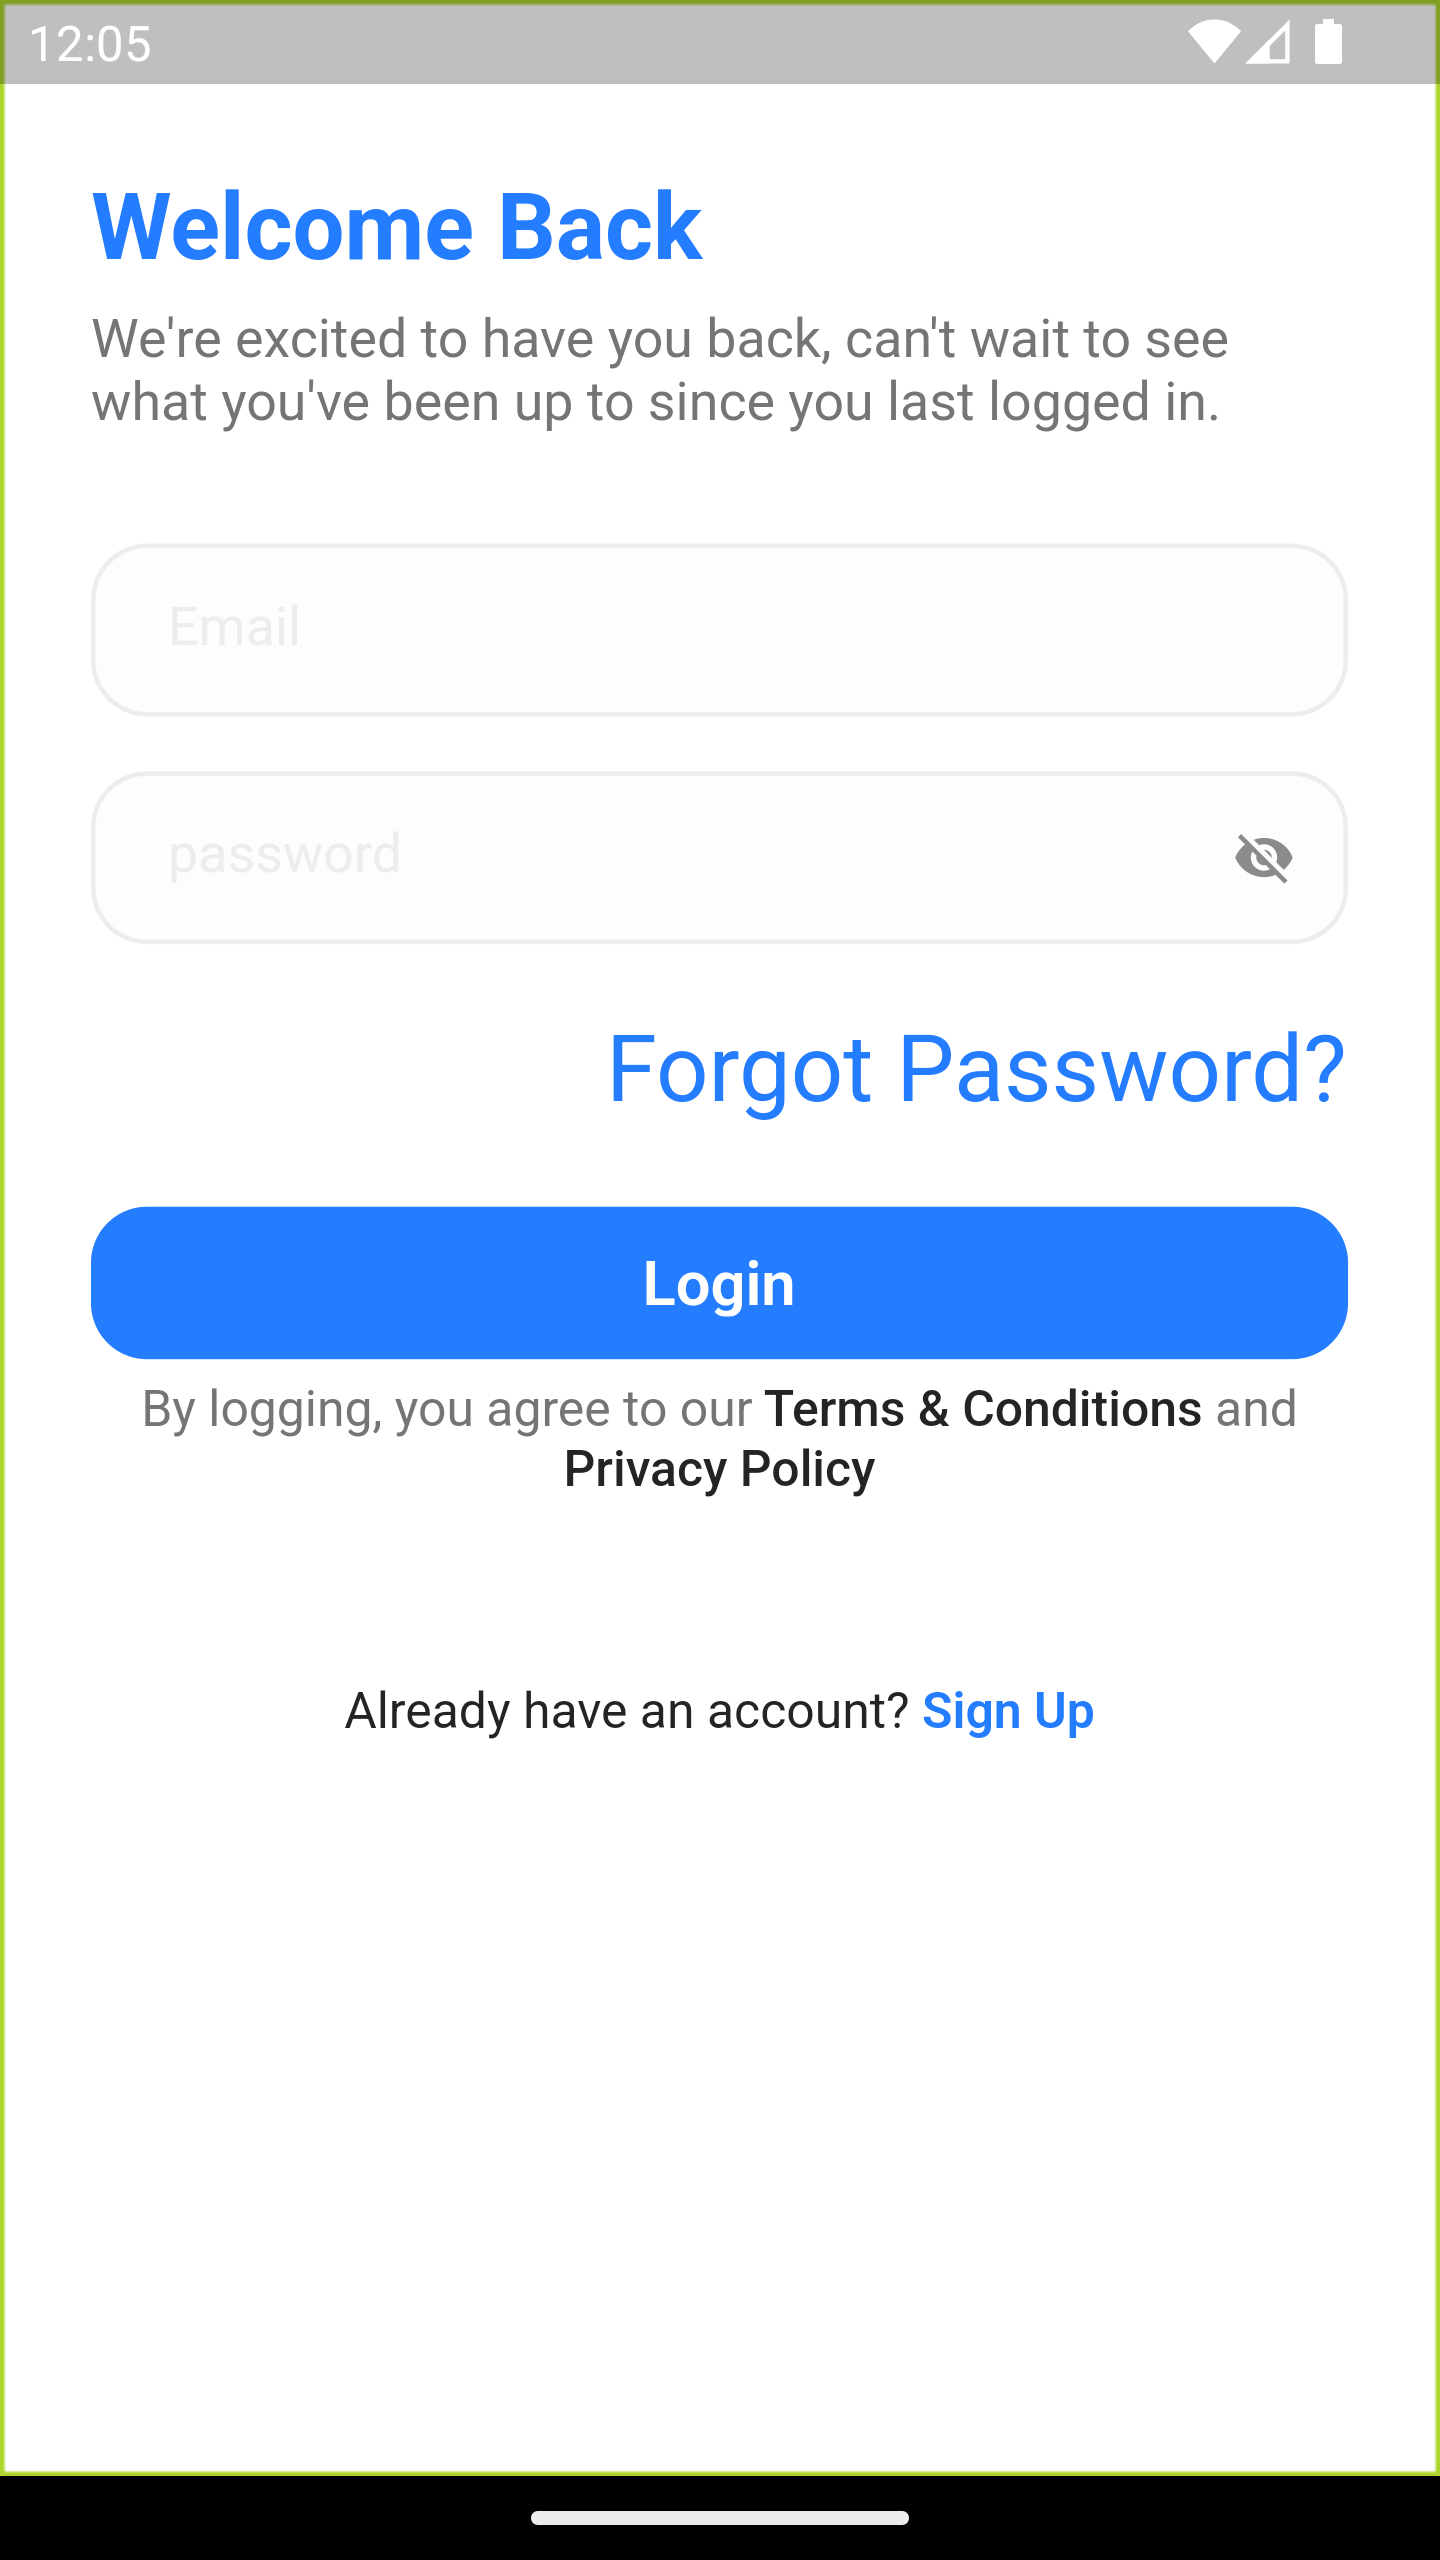 12:05
Welcome Back
We're excited to have you back, can't wait to see
what you've been up to since you last logged in.
Email
password
Forgot Password?
Login
By logging, you agree to our Terms & Conditions and
Privacy Policy
Already have an account? Sign Up